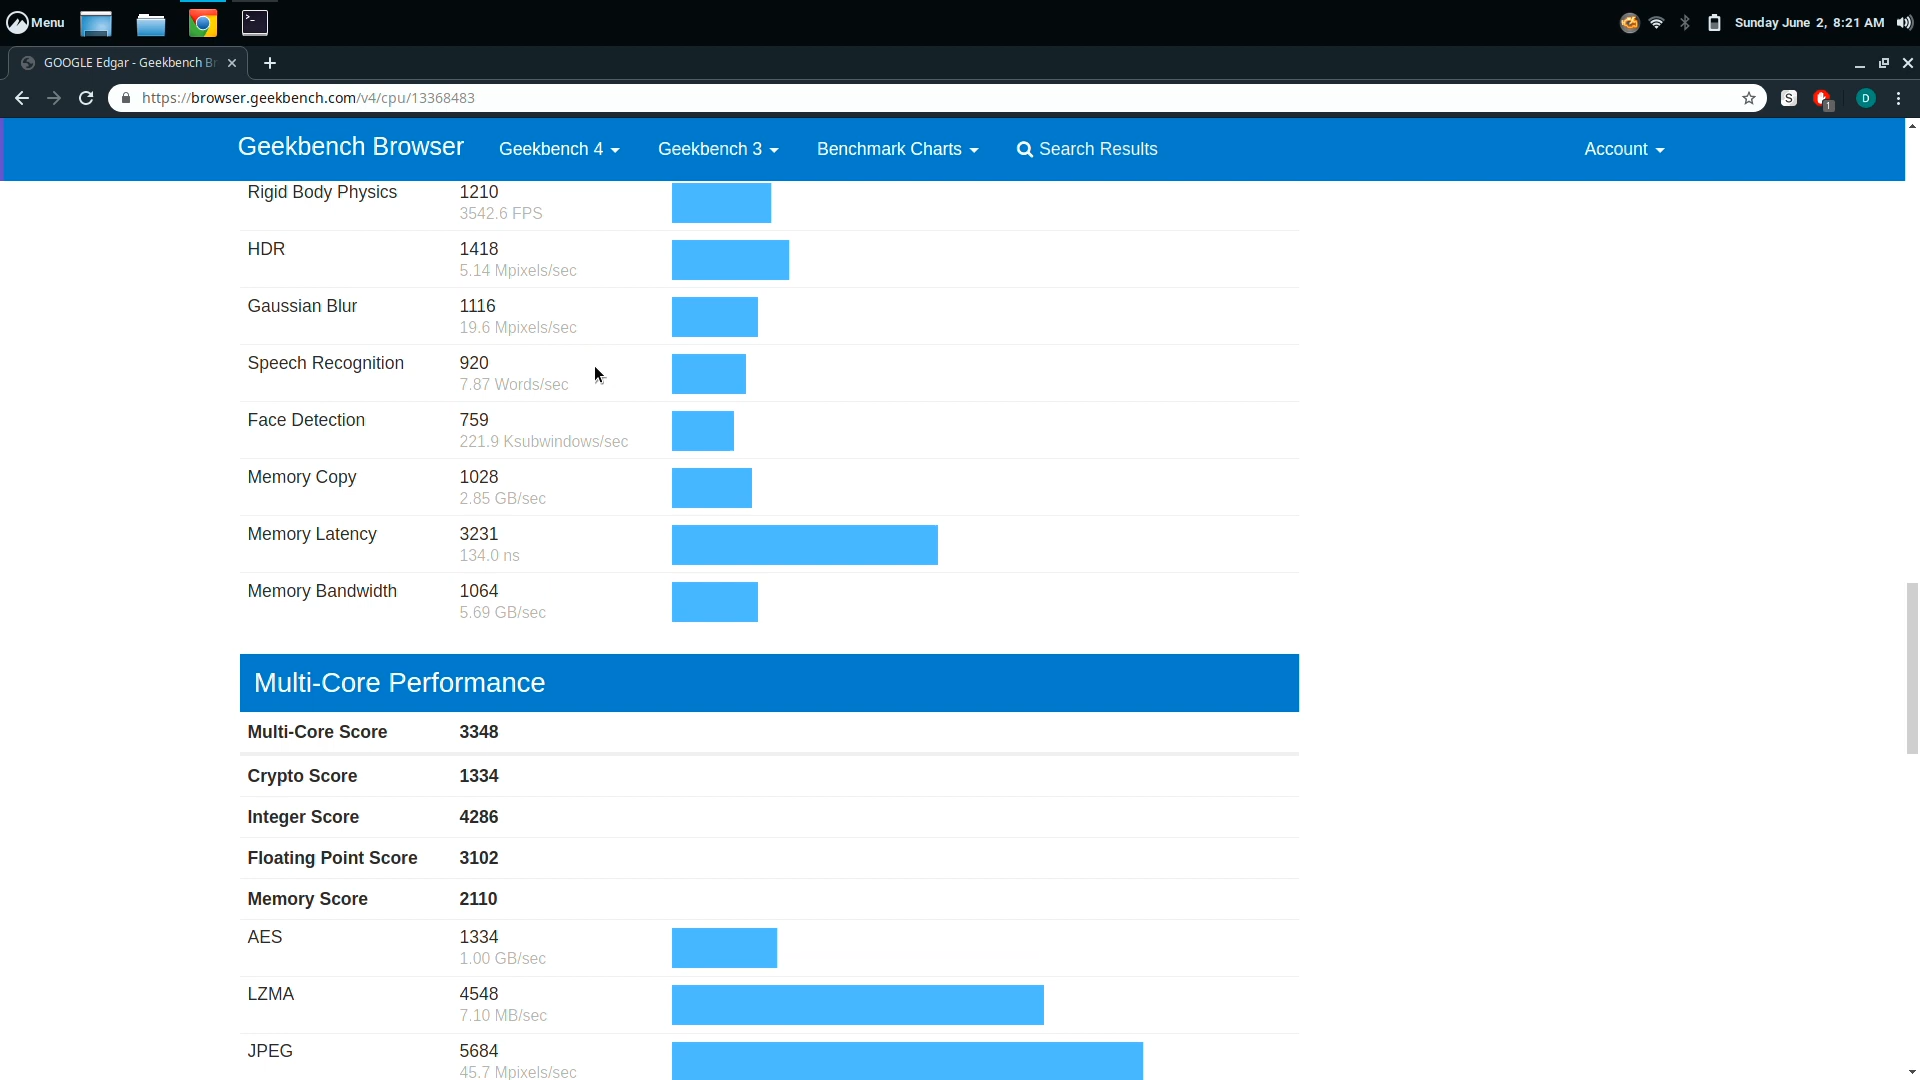 Menu
Sunday June 2, 8:21 AM
GOOGLE Edgar - Geekbench Br
https://browser.geekbench.com/v4/cpu/13368483
S
1
D
Geekbench Browser
Geekbench 4
Geekbench 3
Benchmark Charts
Search Results
Account
Rigid Body Physics 1210
3542.6 FPS
HDR 1418
5.14 Mpixels/sec
Gaussian Blur 1116
19.6 Mpixels/sec
Speech Recognition 920
7.87 Words/sec
Face Detection 759
221.9 Ksubwindows/sec
Memory Copy 1028
2.85 GB/sec
Memory Latency 3231
134.0 ns
Memory Bandwidth 1064
5.69 GB/sec
Multi-Core Performance
Multi-Core Score 3348
Crypto Score 1334
Integer Score 4286
Floating Point Score 3102
Memory Score 2110
AES 1334
1.00 GB/sec
LZMA 4548
7.10 MB/sec
JPEG 5684
45.7 Mpixels/sec